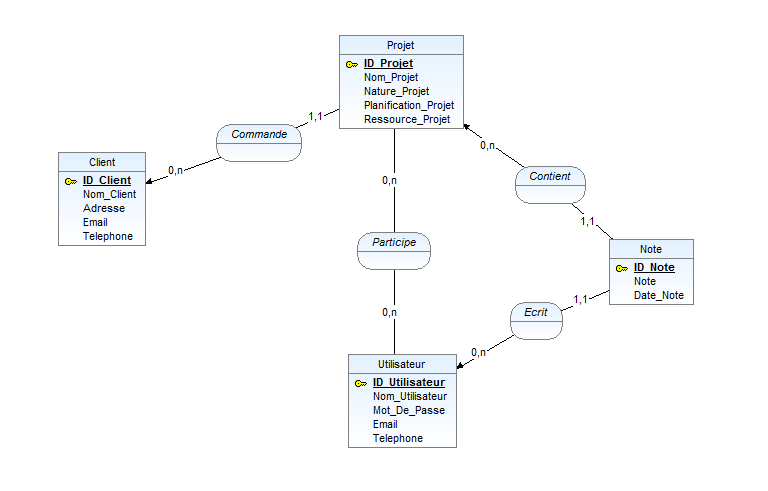 Projet
ID_Projet
Nom_Projet
Nature_Projet
Planification_Projet
Ressource_Projet
1,1
Commande
0,n
Client
ID_Client
Nom_Client
Adresse
Email
Telephone
0,n
Contient
1,1
0,n
Participe
0,n
Note
ID_Note
Note
Date_Note
1,1
Ecrit
0,n
Utilisateur
ID_Utilisateur
Nom_Utilisateur
Mot_De_Passe
Email
Telephone